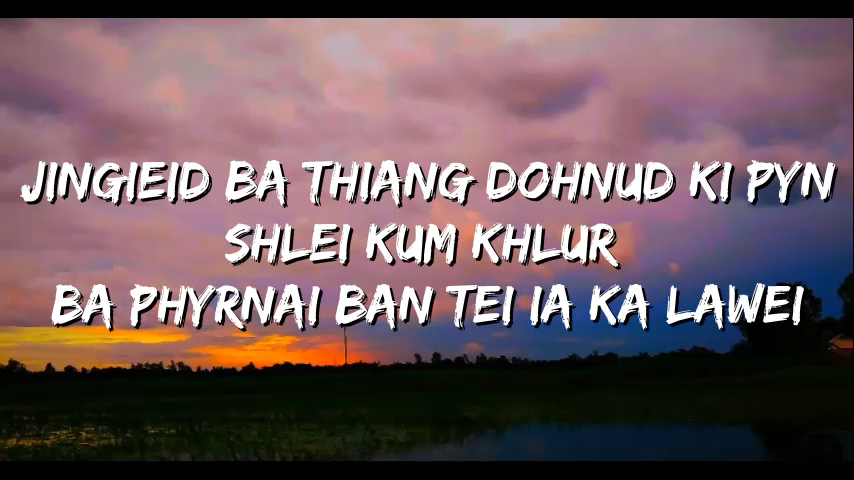 JINGIEID BA THIANG DOHNUD KI PYN
SHLEI KUM KHLUR
BA PHYRNAI BAN TEI IA KA LAWEI